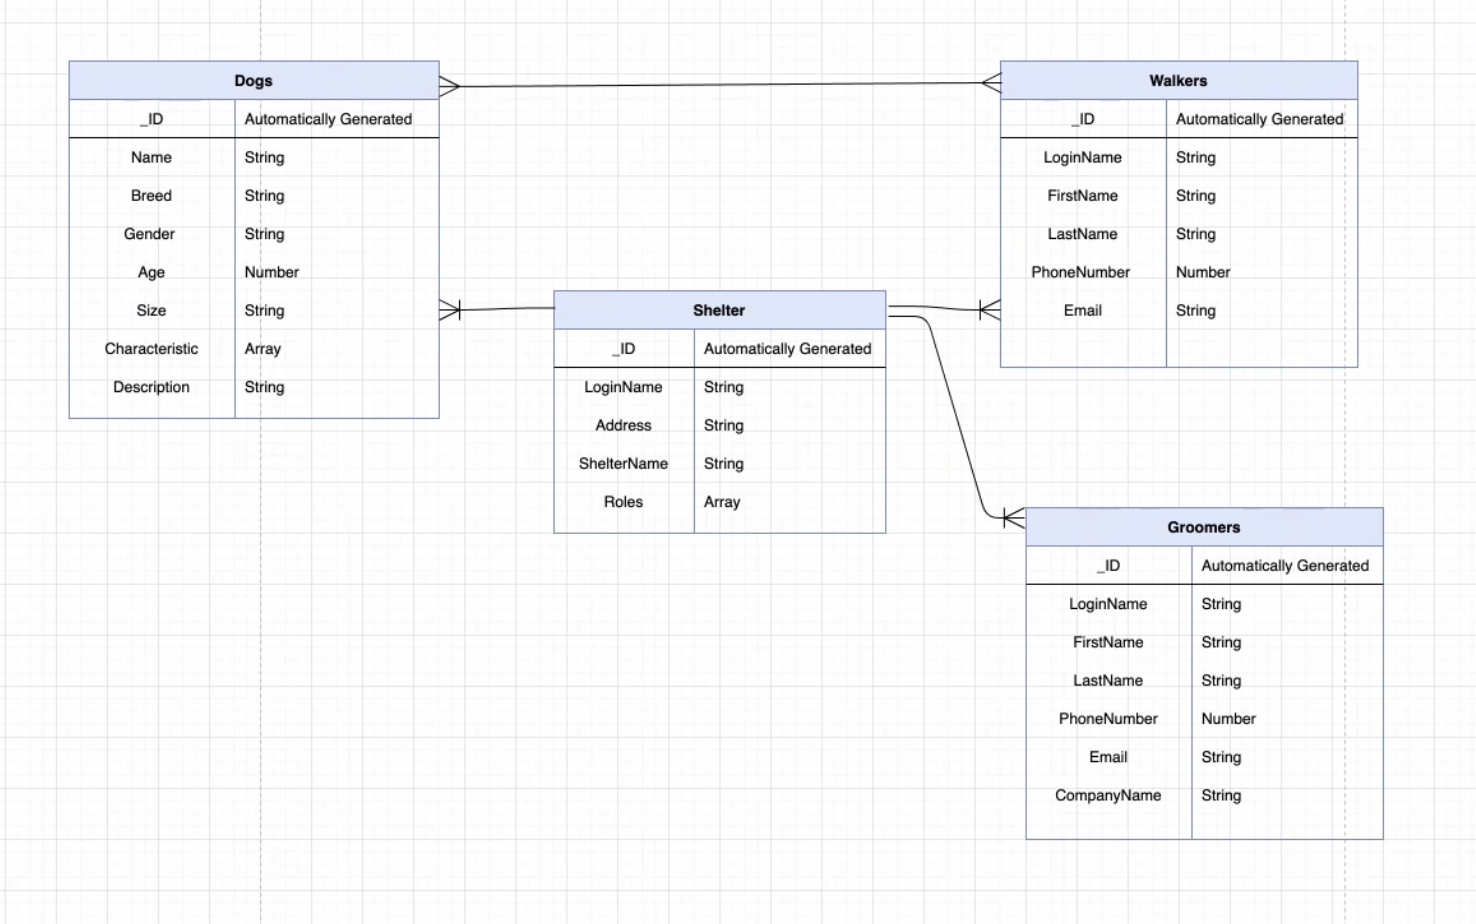 Dogs
_ID Automatically Generated
Name String
Breed String
Gender String
Age Number
Size String
Characteristic Array
Description String
Walkers
_ID Automatically Generated
LoginName String
FirstName String
LastName String
PhoneNumber Number
Email String
Shelter
_ID Automatically Generated
LoginName String
Address String
ShelterName String
Roles Array
Groomers
_ID Automatically Generated
LoginName String
FirstName String
LastName String
PhoneNumber Number
Email String
CompanyName String